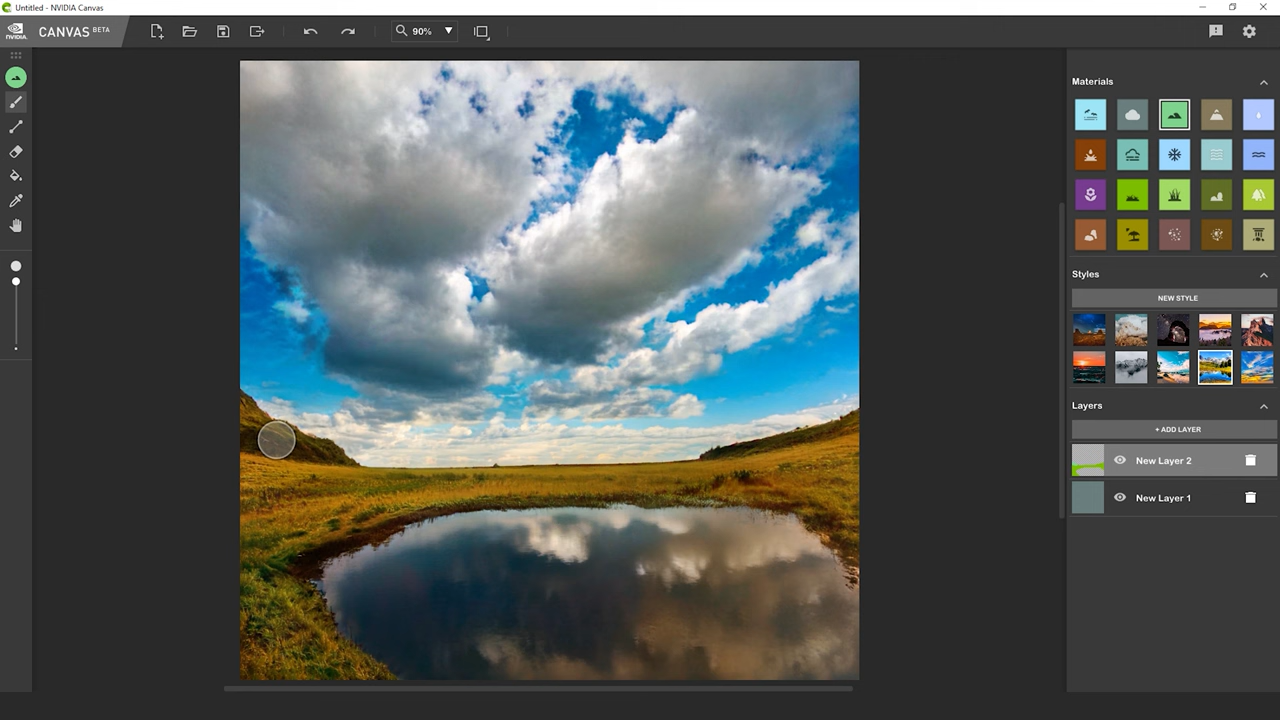 Untitled - NVIDIA Canvas
NVIDIA
CANVAS BETA
90%
Materials
Styles
NEW STYLE
Layers
+ ADD LAYER
New Layer 2
New Layer 1